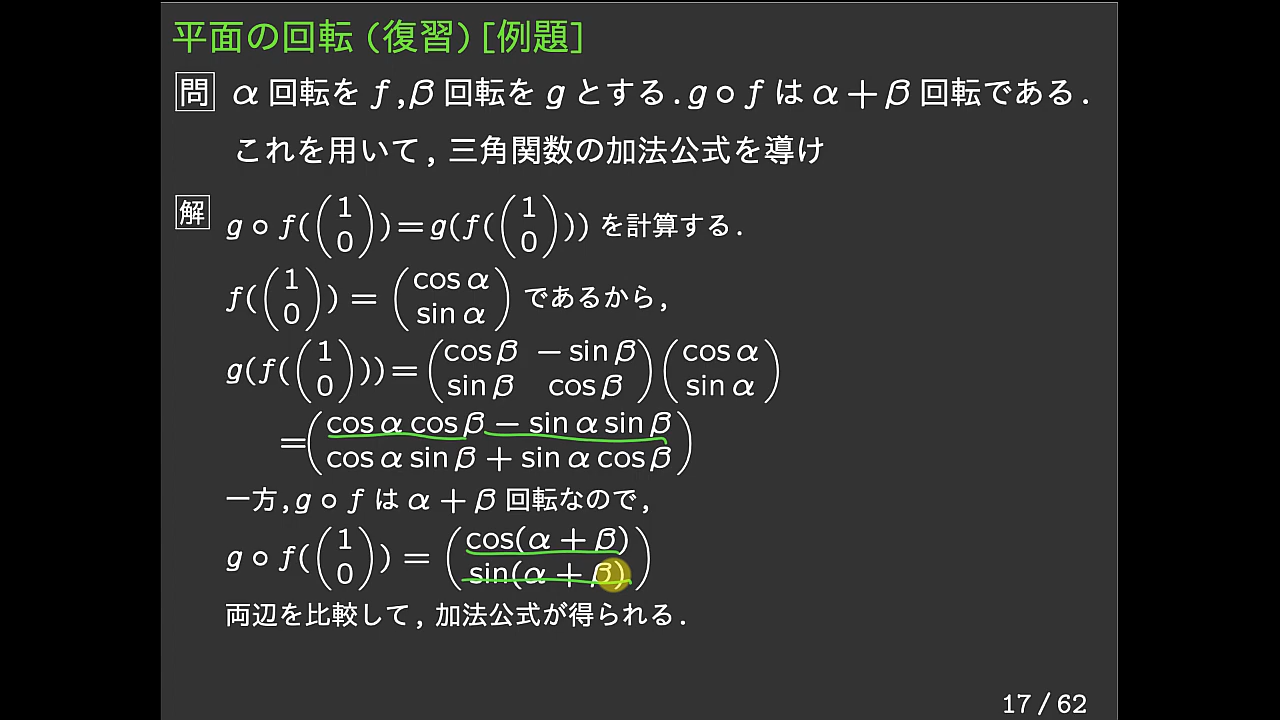 平面の回転 (復習) [例題]
問 α 回転を f , β 回転を g とする . g ∘ f は α + β 回転である .
これを用いて , 三角関数の加法公式を導け
解 g ∘ f((1 0)) = g(f((1 0))) を計算する .
f((1 0)) = (cos α sin α) であるから ,
g(f((1 0))) = (cos β − sin β sin β cos β)(cos α sin α)
= (cos α cos β − sin α sin β cos α sin β + sin α cos β)
一方 , g ∘ f は α + β 回転なので ,
g ∘ f((1 0)) = (cos(α + β) sin(α + β))
両辺を比較して , 加法公式が得られる .
17 / 62